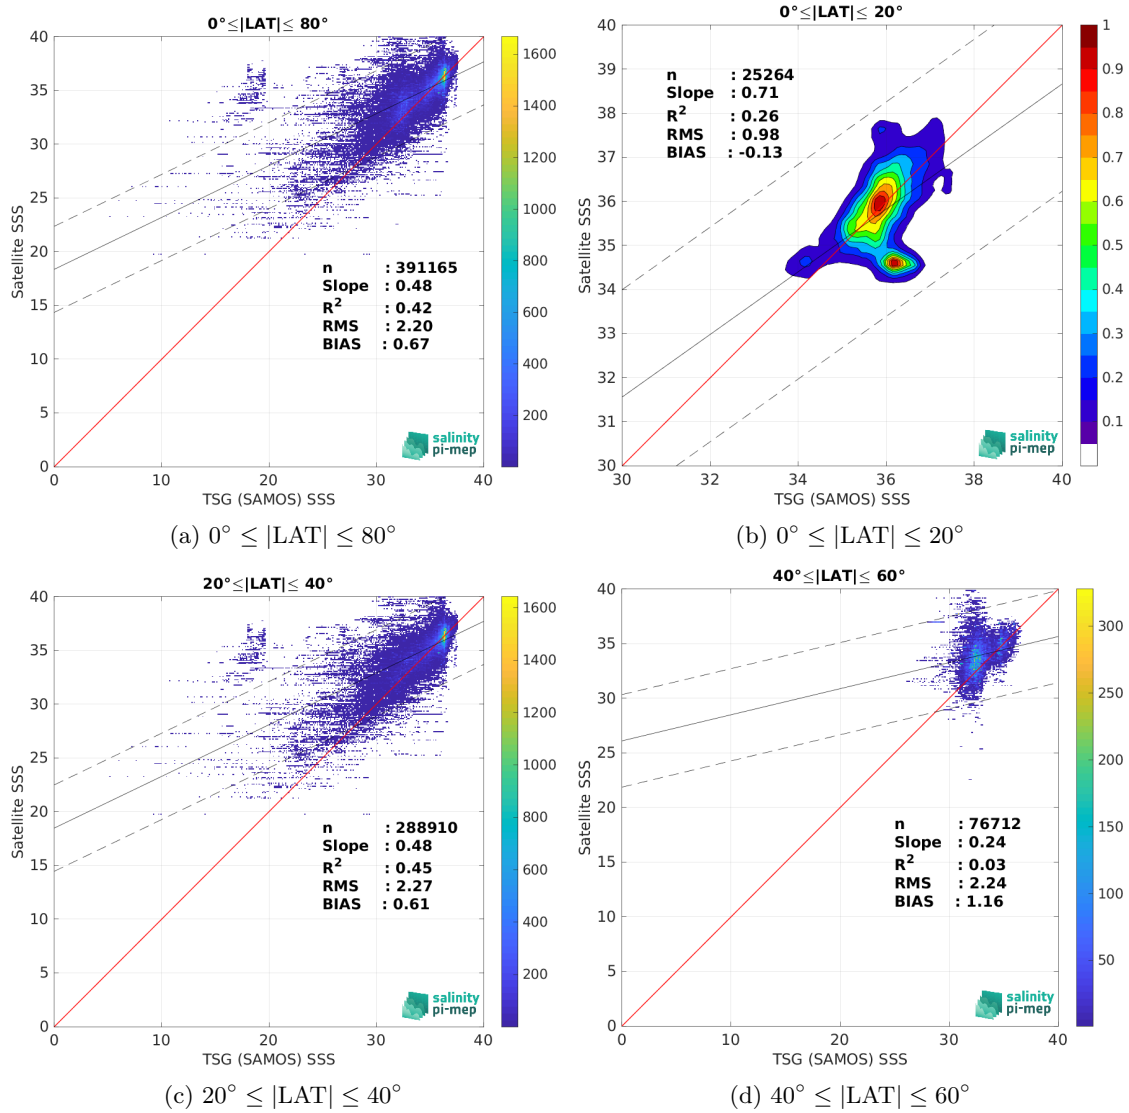 0°≤|LAT|≤ 80°
40
35
30
25
20
15
10
5
0
Satellite SSS
n : 391165
Slope : 0.48
R² : 0.42
RMS : 2.20
BIAS : 0.67
salinity
pi-mep
0 10 20 30 40
TSG (SAMOS) SSS
1600
1400
1200
1000
800
600
400
200
(a) 0° ≤ |LAT| ≤ 80°
0°≤|LAT|≤ 20°
40
39
38
37
36
35
34
33
32
31
30
Satellite SSS
n : 25264
Slope : 0.71
R² : 0.26
RMS : 0.98
BIAS : -0.13
salinity
pi-mep
30 32 34 36 38 40
TSG (SAMOS) SSS
1
0.9
0.8
0.7
0.6
0.5
0.4
0.3
0.2
0.1
(b) 0° ≤ |LAT| ≤ 20°
20°≤|LAT|≤ 40°
40
35
30
25
20
15
10
5
0
Satellite SSS
n : 288910
Slope : 0.48
R² : 0.45
RMS : 2.27
BIAS : 0.61
salinity
pi-mep
0 10 20 30 40
TSG (SAMOS) SSS
1600
1400
1200
1000
800
600
400
200
(c) 20° ≤ |LAT| ≤ 40°
40°≤|LAT|≤ 60°
40
35
30
25
20
15
10
5
0
Satellite SSS
n : 76712
Slope : 0.24
R² : 0.03
RMS : 2.24
BIAS : 1.16
salinity
pi-mep
0 10 20 30 40
TSG (SAMOS) SSS
300
250
200
150
100
50
(d) 40° ≤ |LAT| ≤ 60°